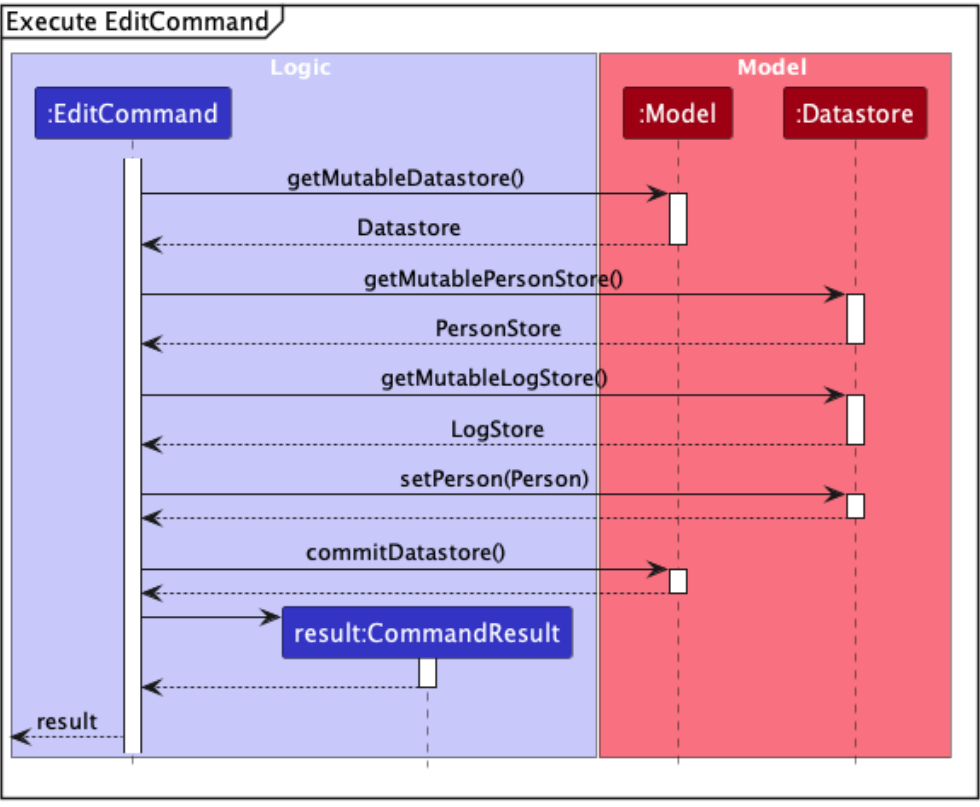 Execute EditCommand
Logic
Model
:EditCommand
:Model
:Datastore
getMutableDatastore()
Datastore
getMutablePersonStore()
PersonStore
getMutableLogStore()
LogStore
setPerson(Person)
commitDatastore()
result:CommandResult
result